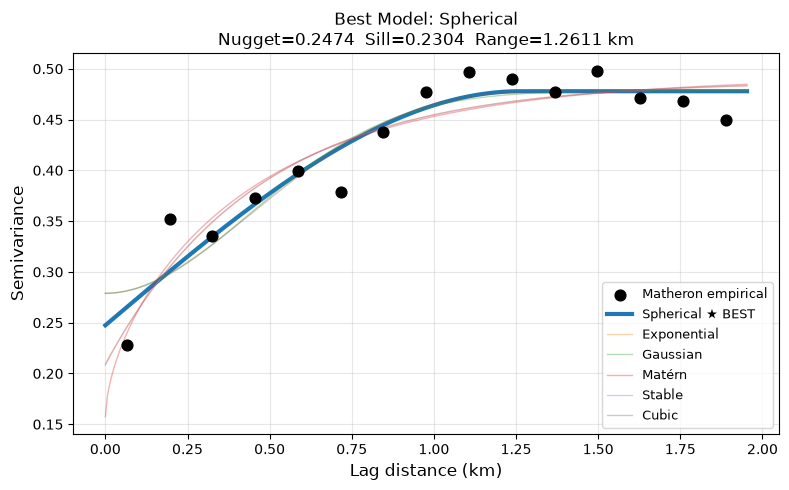 Best Model: Spherical
Nugget=0.2474  Sill=0.2304  Range=1.2611 km
Semivariance
0.50
0.45
0.40
0.35
0.30
0.25
0.20
0.15
Matheron empirical
Spherical ★ BEST
Exponential
Gaussian
Matérn
Stable
Cubic
0.00 0.25 0.50 0.75 1.00 1.25 1.50 1.75 2.00
Lag distance (km)